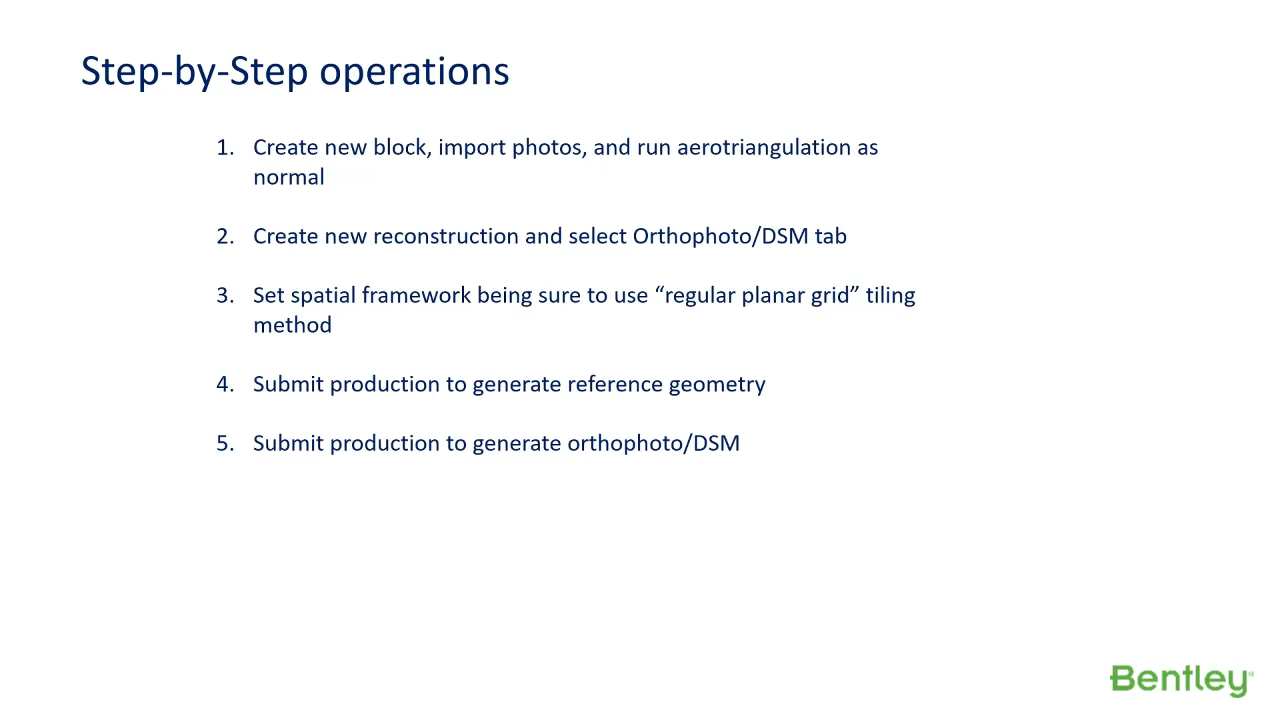 Step-by-Step operations
1. Create new block, import photos, and run aerotriangulation as
normal
2. Create new reconstruction and select Orthophoto/DSM tab
3. Set spatial framework being sure to use “regular planar grid” tiling
method
4. Submit production to generate reference geometry
5. Submit production to generate orthophoto/DSM
Bentley